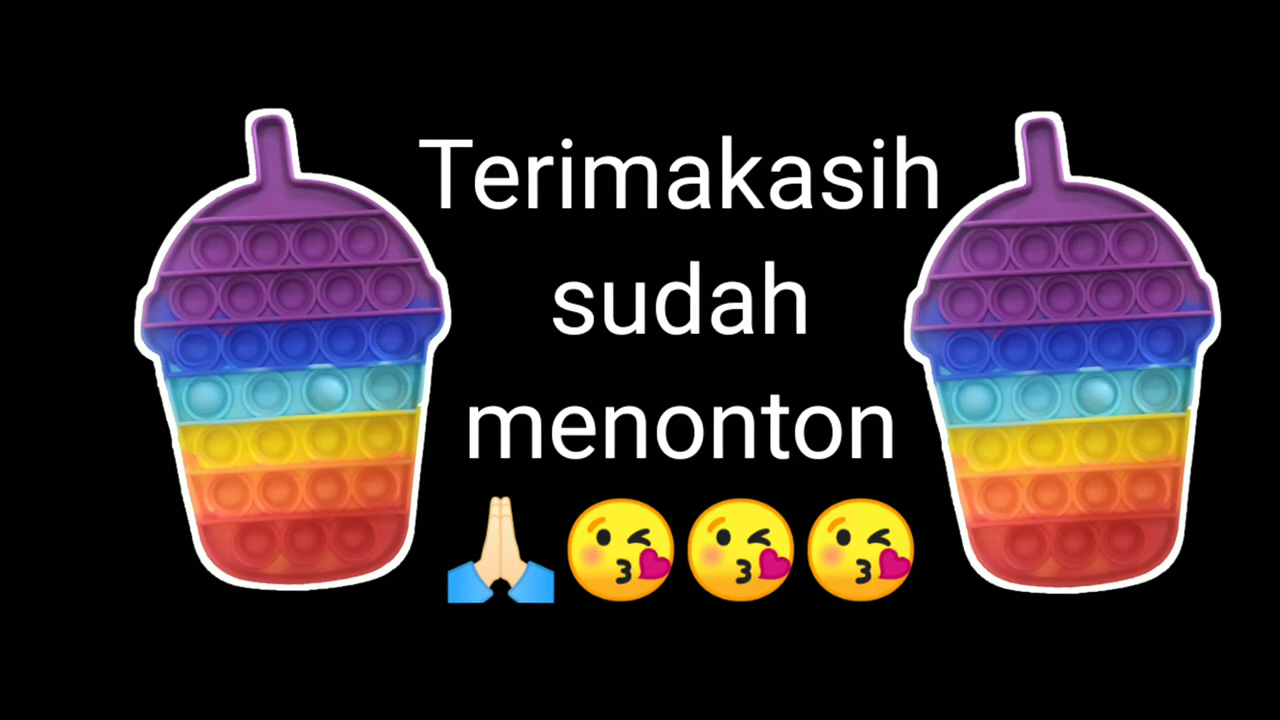 Terimakasih
sudah
menonton
🙏🏻😘😘😘